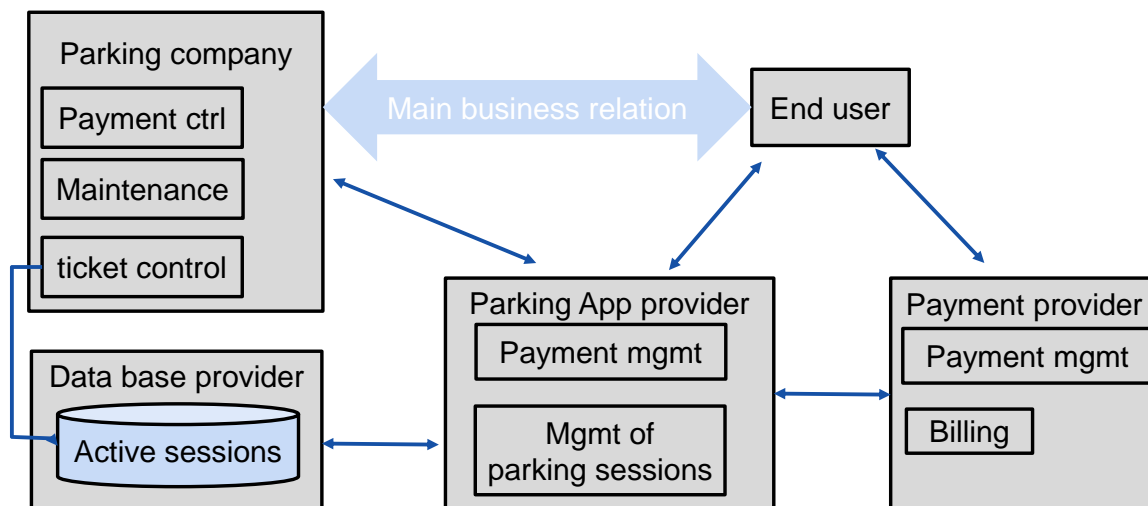 Parking company
Payment ctrl
Maintenance
ticket control
Main business relation
End user
Data base provider
Active sessions
Parking App provider
Payment mgmt
Mgmt of
parking sessions
Payment provider
Payment mgmt
Billing